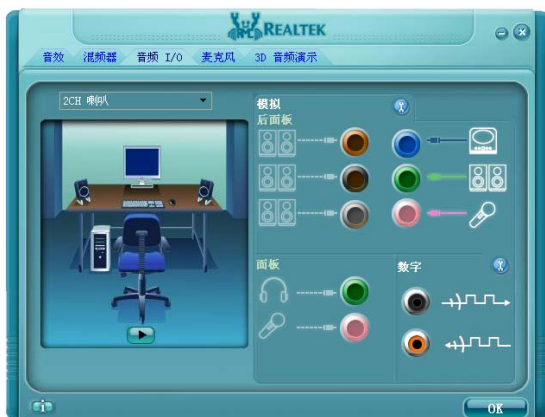 REALTEK
音效 混频器 音频 I/O 麦克风 3D 音频演示
2CH 喇叭
模拟
后面板
面板
数字
OK